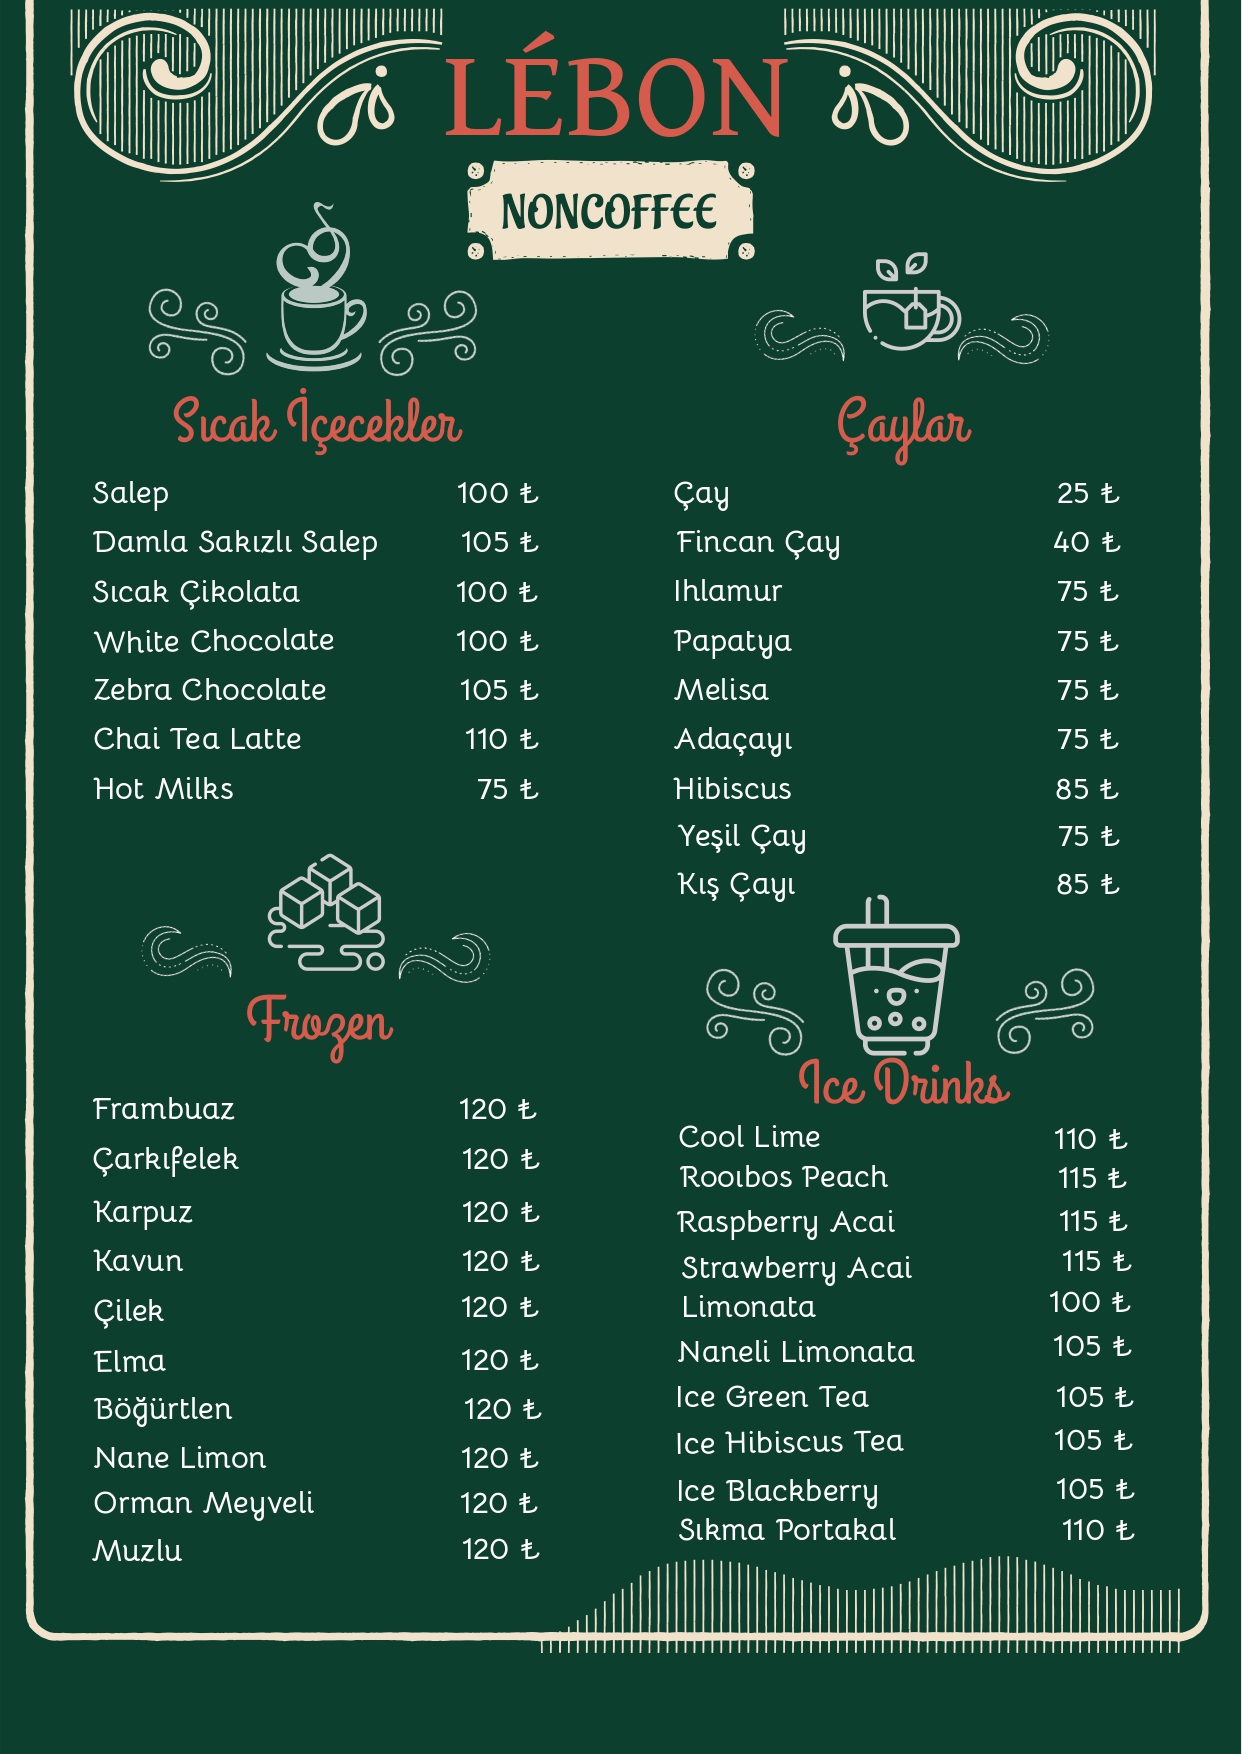 LÉBON
NONCOFFEE
Sıcak İçecekler
Salep 100 ₺
Damla Sakızlı Salep 105 ₺
Sıcak Çikolata 100 ₺
White Chocolate 100 ₺
Zebra Chocolate 105 ₺
Chai Tea Latte 110 ₺
Hot Milks 75 ₺
Çaylar
Çay 25 ₺
Fincan Çay 40 ₺
Ihlamur 75 ₺
Papatya 75 ₺
Melisa 75 ₺
Adaçayı 75 ₺
Hibiscus 85 ₺
Yeşil Çay 75 ₺
Kış Çayı 85 ₺
Frozen
Frambuaz 120 ₺
Çarkıfelek 120 ₺
Karpuz 120 ₺
Kavun 120 ₺
Çilek 120 ₺
Elma 120 ₺
Böğürtlen 120 ₺
Nane Limon 120 ₺
Orman Meyveli 120 ₺
Muzlu 120 ₺
Ice Drinks
Cool Lime 110 ₺
Rooıbos Peach 115 ₺
Raspberry Acai 115 ₺
Strawberry Acai 115 ₺
Limonata 100 ₺
Naneli Limonata 105 ₺
Ice Green Tea 105 ₺
Ice Hibiscus Tea 105 ₺
Ice Blackberry 105 ₺
Sıkma Portakal 110 ₺